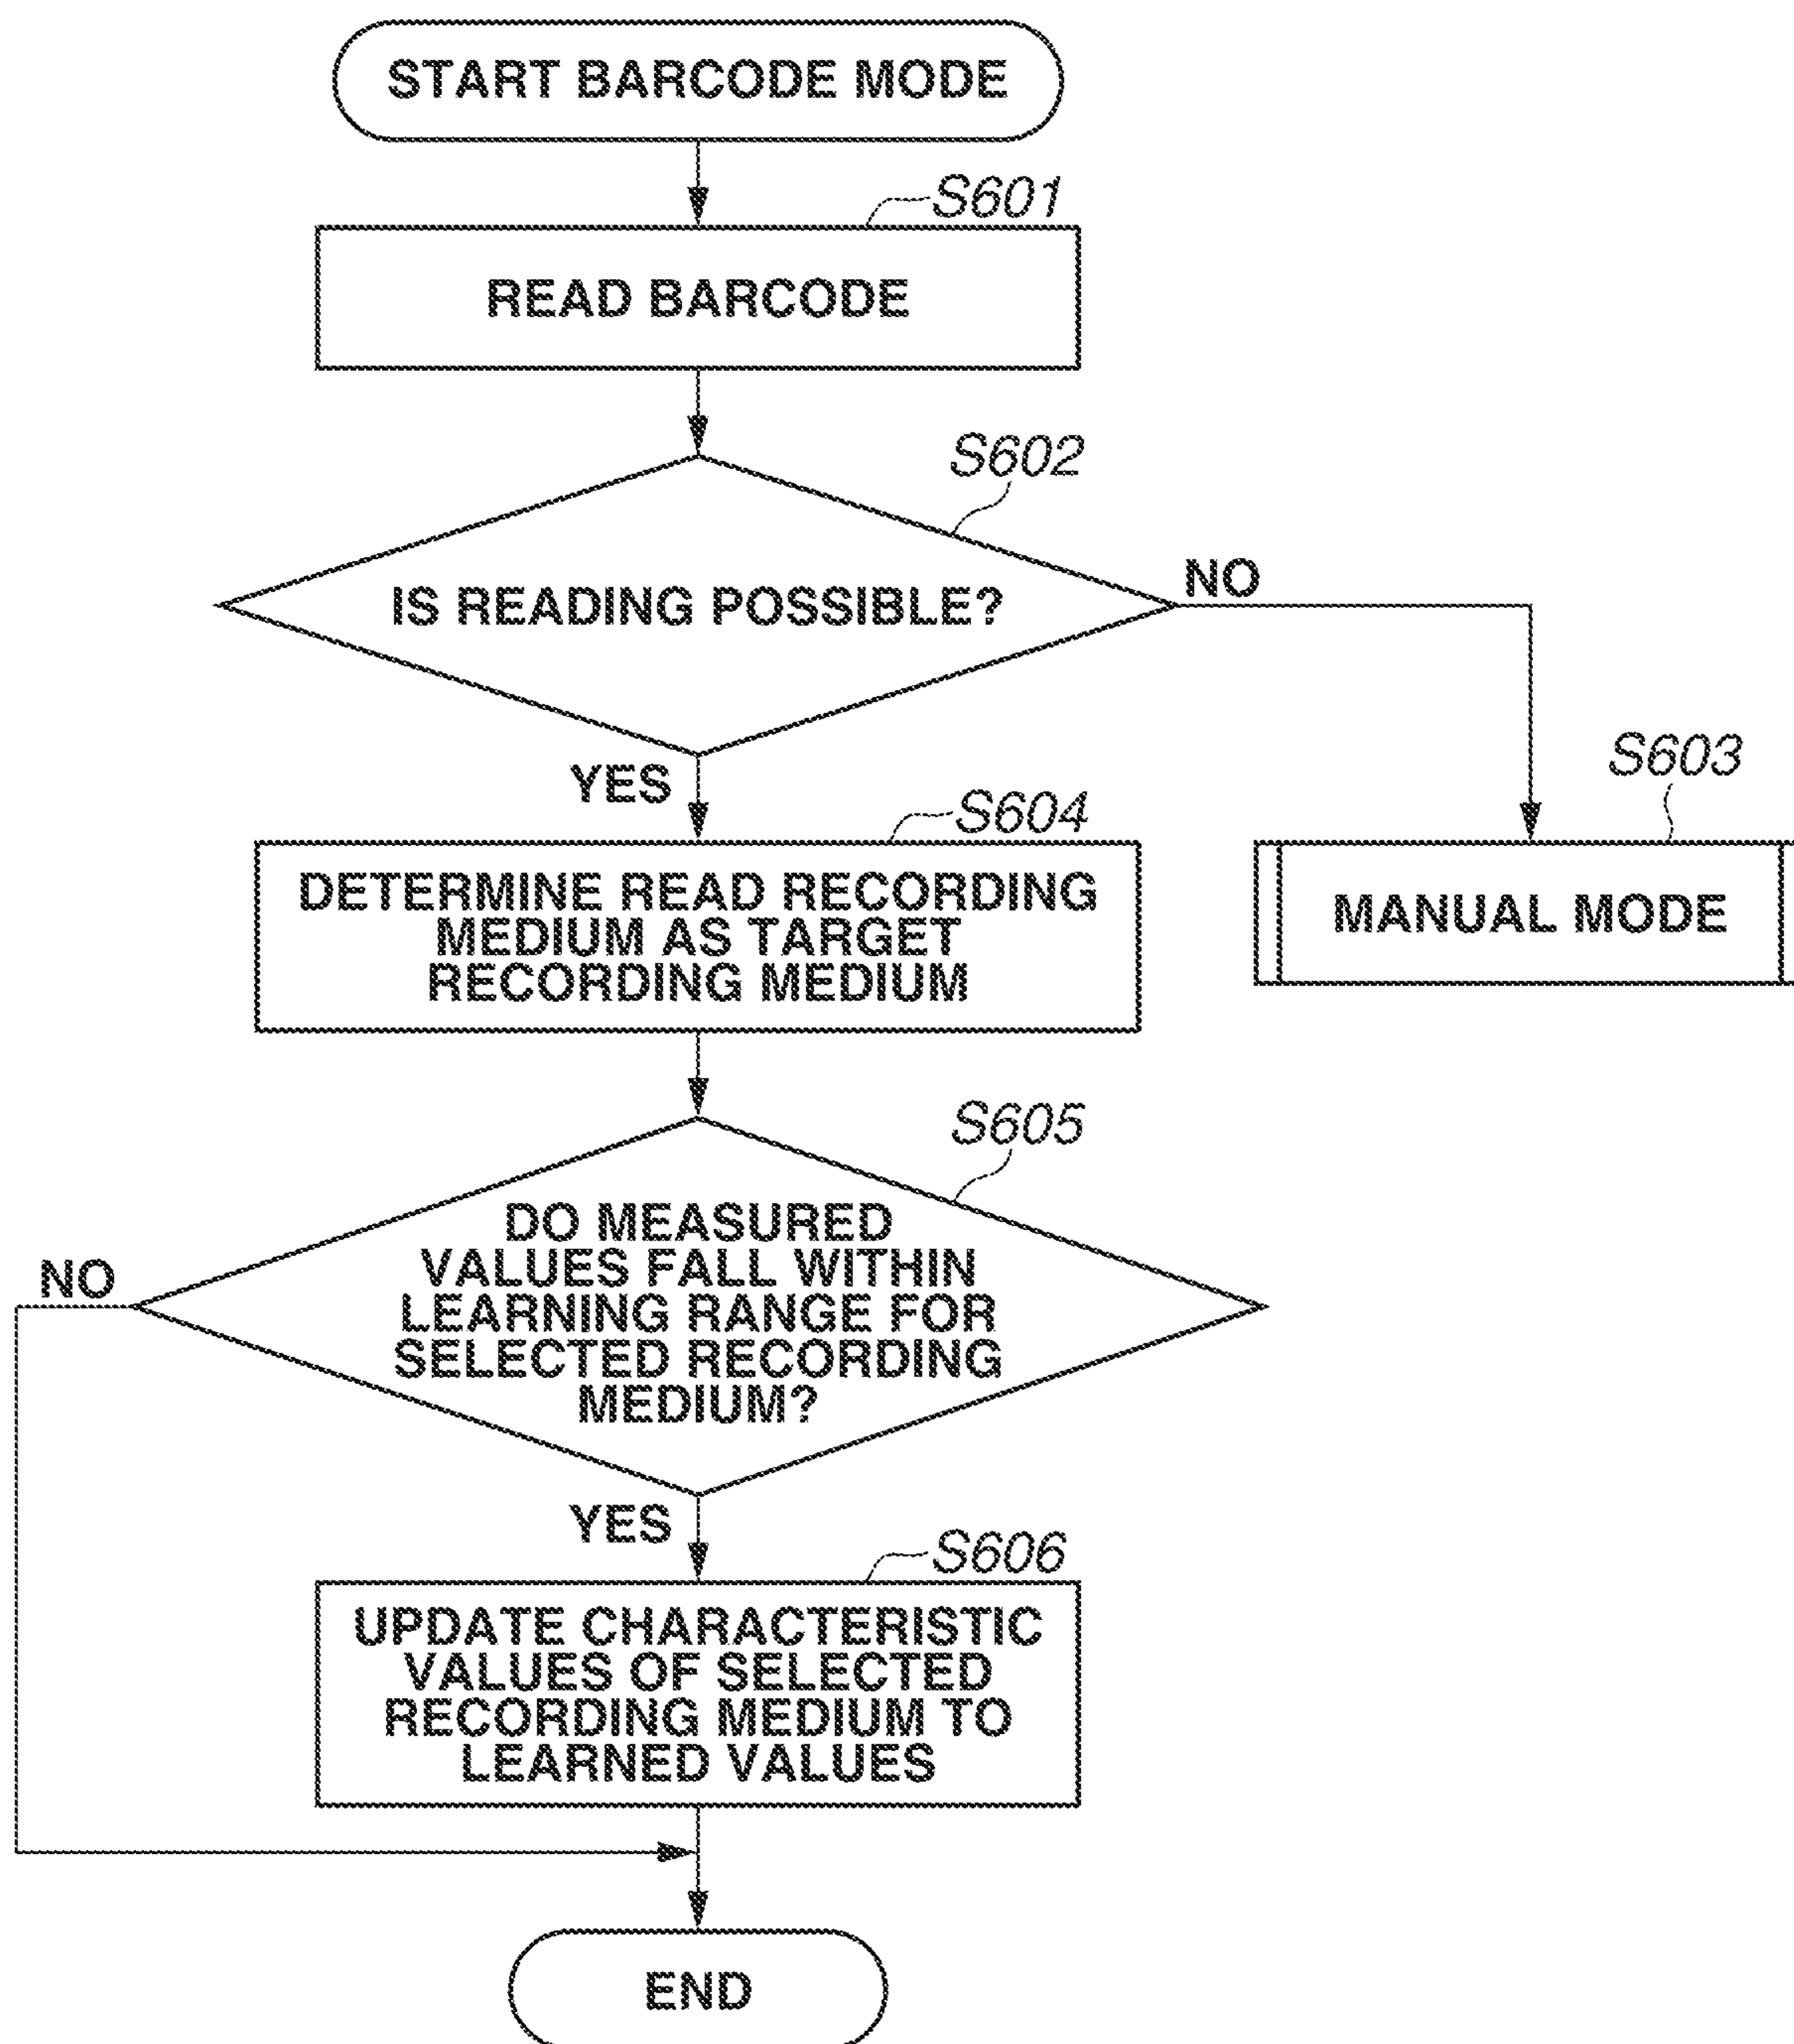 START BARCODE MODE
S601
READ BARCODE
S602
IS READING POSSIBLE?
NO
YES
S603
S604
DETERMINE READ RECORDING
MEDIUM AS TARGET
RECORDING MEDIUM
MANUAL MODE
S605
DO MEASURED
VALUES FALL WITHIN
LEARNING RANGE FOR
SELECTED RECORDING
MEDIUM?
NO
YES
S606
UPDATE CHARACTERISTIC
VALUES OF SELECTED
RECORDING MEDIUM TO
LEARNED VALUES
END